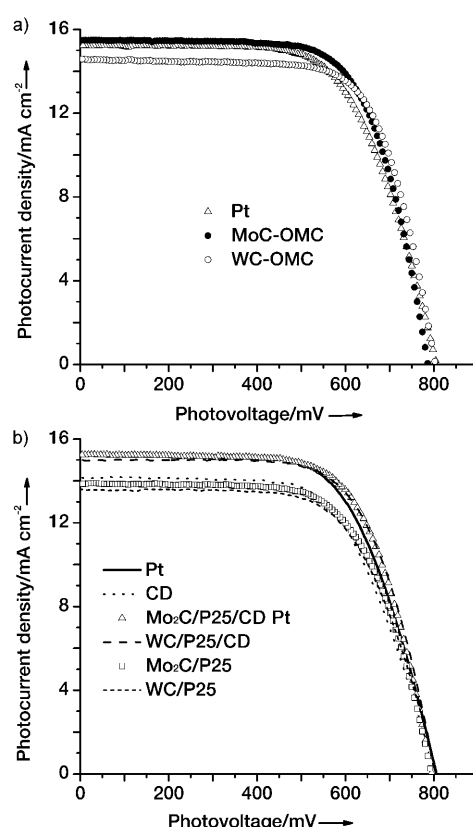 a)
16
12
8
4
0
Photocurrent density/mA cm⁻²
Pt
MoC-OMC
WC-OMC
0 200 400 600 800
Photovoltage/mV
b)
16
12
8
4
0
Photocurrent density/mA cm⁻²
Pt
CD
Mo₂C/P25/CD Pt
WC/P25/CD
Mo₂C/P25
WC/P25
0 200 400 600 800
Photovoltage/mV